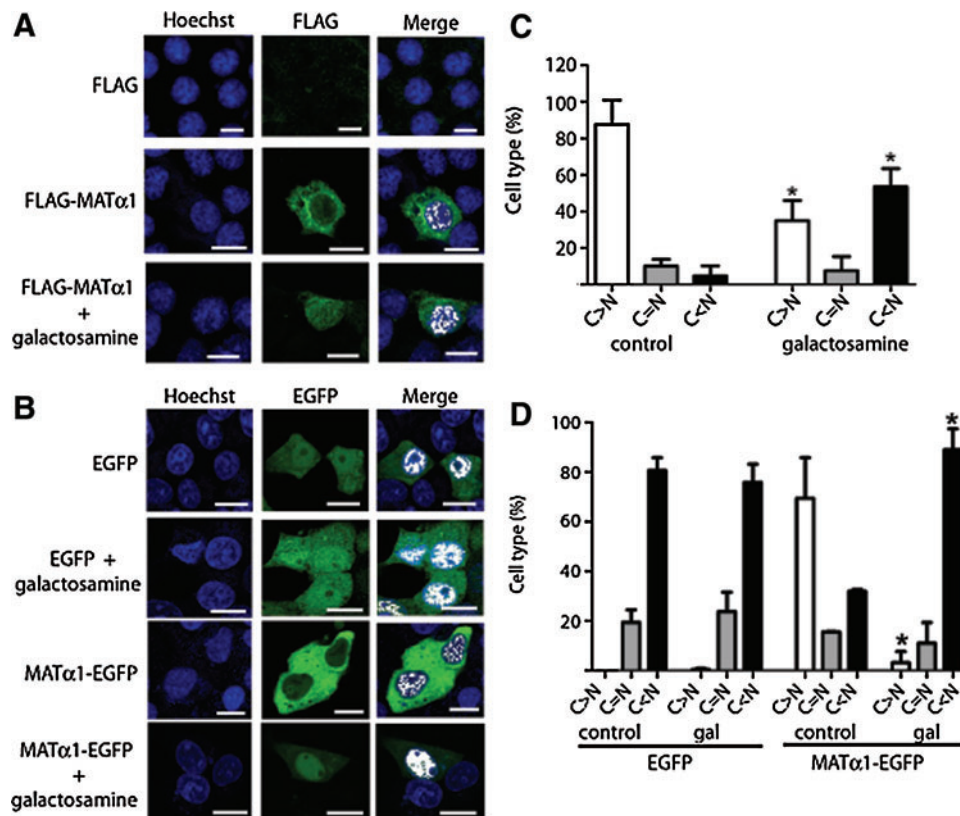 A
Hoechst FLAG Merge
FLAG
FLAG-MATα1
FLAG-MATα1
+
galactosamine
B
Hoechst EGFP Merge
EGFP
EGFP +
galactosamine
MATα1-EGFP
MATα1-EGFP
+
galactosamine
C
Cell type (%)
120
100
80
60
40
20
* *
C>N C=N C<N C>N C=N C<N
control galactosamine
D
Cell type (%)
100
80
60
40
20
* *
C>N C=N C<N C>N C=N C<N C>N C=N C<N C>N C=N C<N
control gal control gal
EGFP MATα1-EGFP